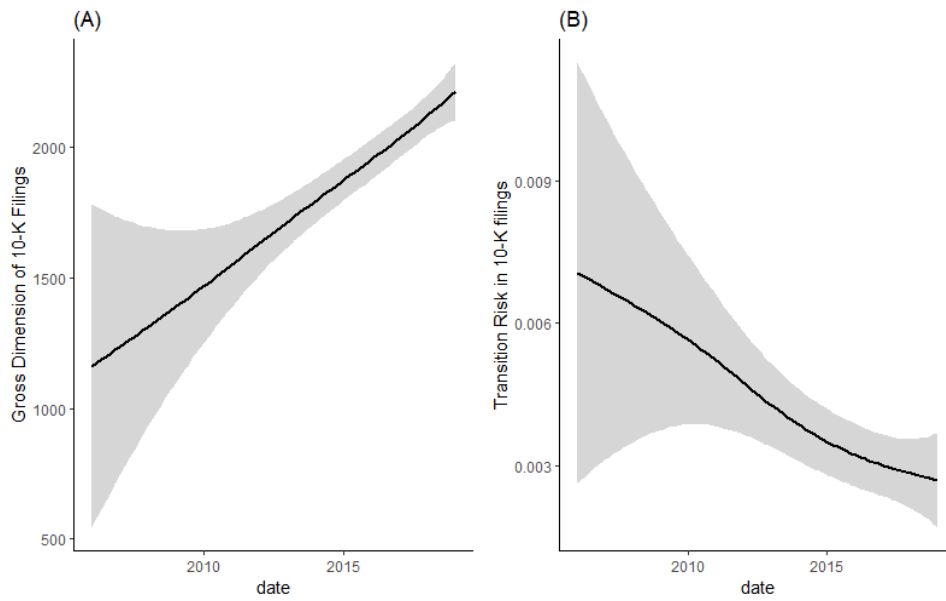 (A)
Gross Dimension of 10-K Filings
2000
1500
1000
500
2010
2015
date
(B)
Transition Risk in 10-K filings
0.009
0.006
0.003
2010
2015
date